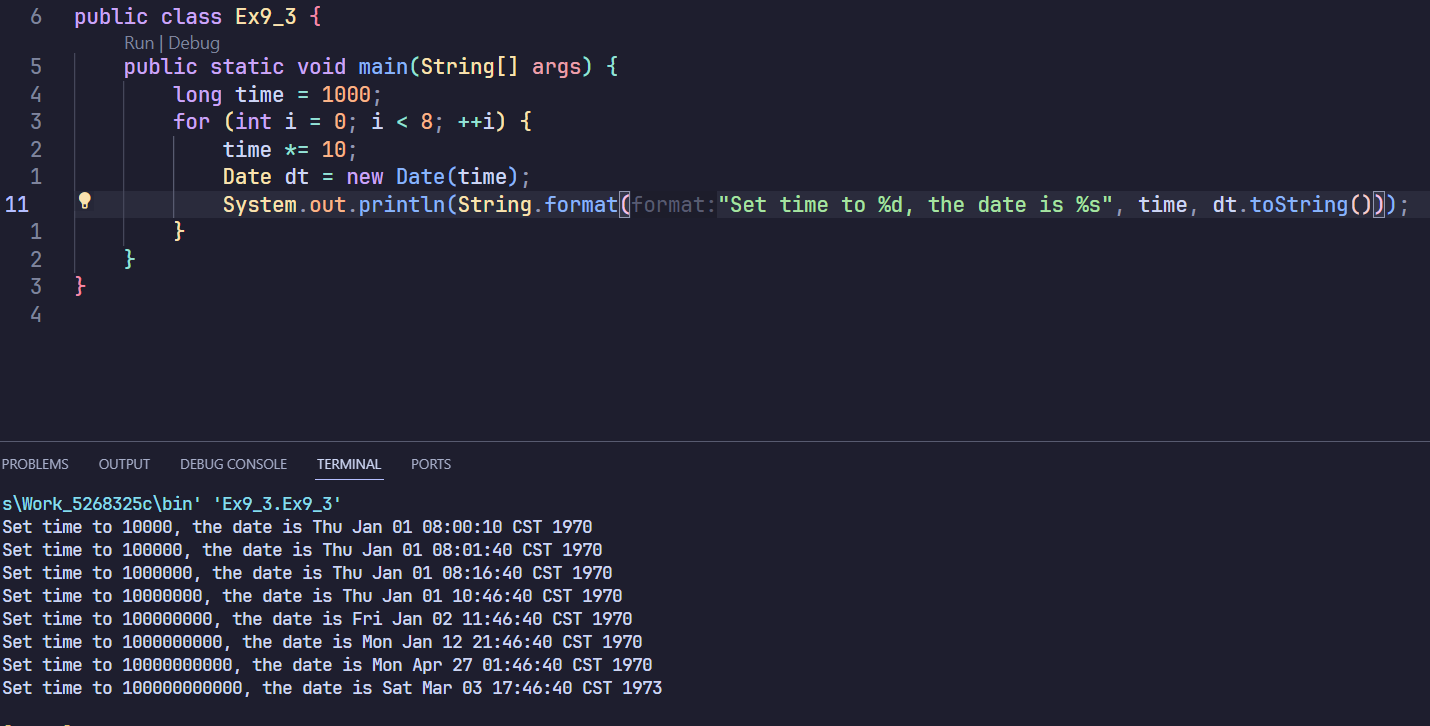 6 public class Ex9_3 {
Run | Debug
5 public static void main(String[] args) {
4 long time = 1000;
3 for (int i = 0; i < 8; ++i) {
2 time *= 10;
1 Date dt = new Date(time);
11 System.out.println(String.format(format:"Set time to %d, the date is %s", time, dt.toString()));
1 }
2 }
3 }
4
PROBLEMS OUTPUT DEBUG CONSOLE TERMINAL PORTS
s\Work_5268325c\bin' 'Ex9_3.Ex9_3'
Set time to 10000, the date is Thu Jan 01 08:00:10 CST 1970
Set time to 100000, the date is Thu Jan 01 08:01:40 CST 1970
Set time to 1000000, the date is Thu Jan 01 08:16:40 CST 1970
Set time to 10000000, the date is Thu Jan 01 10:46:40 CST 1970
Set time to 100000000, the date is Fri Jan 02 11:46:40 CST 1970
Set time to 1000000000, the date is Mon Jan 12 21:46:40 CST 1970
Set time to 10000000000, the date is Mon Apr 27 01:46:40 CST 1970
Set time to 100000000000, the date is Sat Mar 03 17:46:40 CST 1973